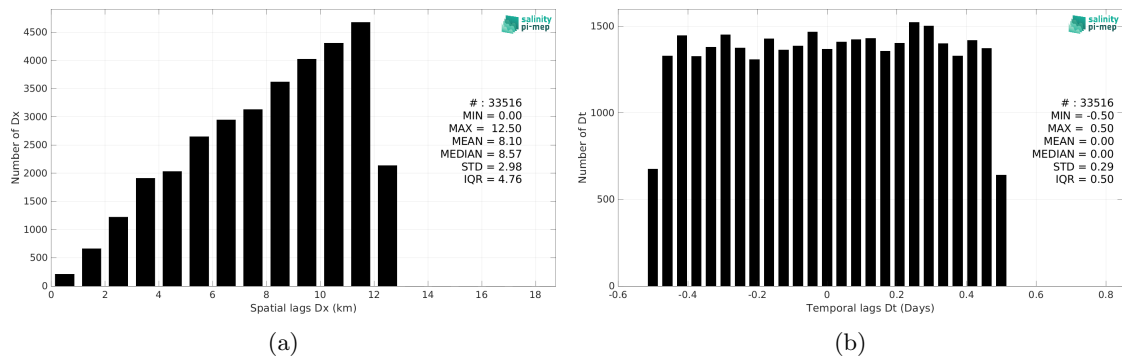 4500
4000
3500
3000
2500
2000
1500
1000
500
0
Number of Dx
0 2 4 6 8 10 12 14 16 18
Spatial lags Dx (km)
salinity
pi-mep
# : 33516
MIN = 0.00
MAX = 12.50
MEAN = 8.10
MEDIAN = 8.57
STD = 2.98
IQR = 4.76
(a)
1500
1000
500
0
Number of Dt
-0.6 -0.4 -0.2 0 0.2 0.4 0.6 0.8
Temporal lags Dt (Days)
salinity
pi-mep
# : 33516
MIN = -0.50
MAX = 0.50
MEAN = 0.00
MEDIAN = 0.00
STD = 0.29
IQR = 0.50
(b)